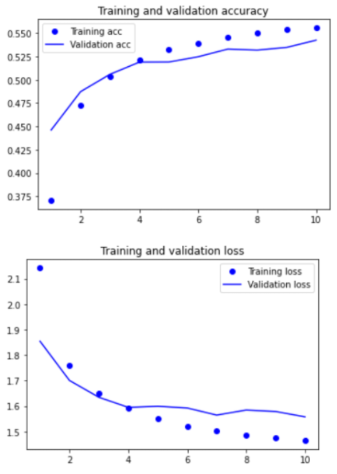 Training and validation accuracy
0.550
0.525
0.500
0.475
0.450
0.425
0.400
0.375
Training acc
Validation acc
2 4 6 8 10
Training and validation loss
2.1
2.0
1.9
1.8
1.7
1.6
1.5
Training loss
Validation loss
2 4 6 8 10